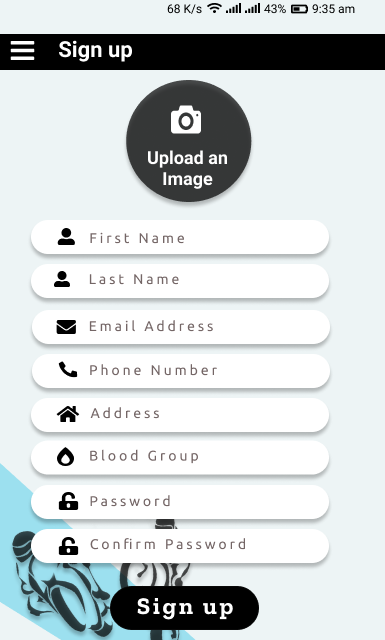 68 K/s 43% 9:35 am
Sign up
Upload an
Image
First Name
Last Name
Email Address
Phone Number
Address
Blood Group
Password
Confirm Password
Sign up